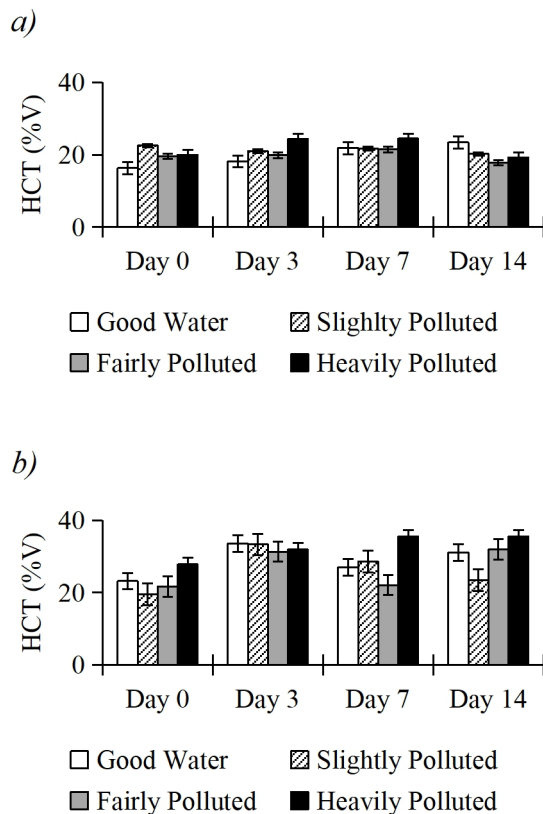 a)
40
20
0
HCT (%V)
Day 0 Day 3 Day 7 Day 14
Good Water Slighlty Polluted
Fairly Polluted Heavily Polluted
b)
40
20
0
HCT (%V)
Day 0 Day 3 Day 7 Day 14
Good Water Slightly Polluted
Fairly Polluted Heavily Polluted